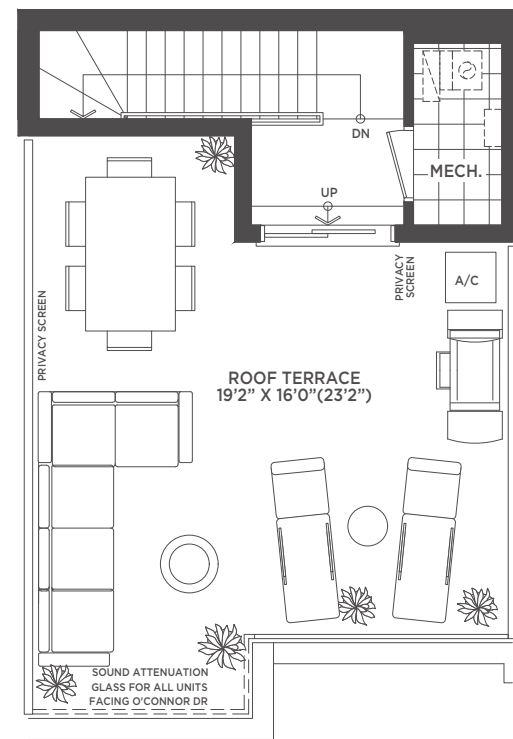 DN
MECH.
UP
PRIVACY SCREEN
PRIVACY
SCREEN
A/C
ROOF TERRACE
19'2" X 16'0"(23'2")
SOUND ATTENUATION
GLASS FOR ALL UNITS
FACING O'CONNOR DR